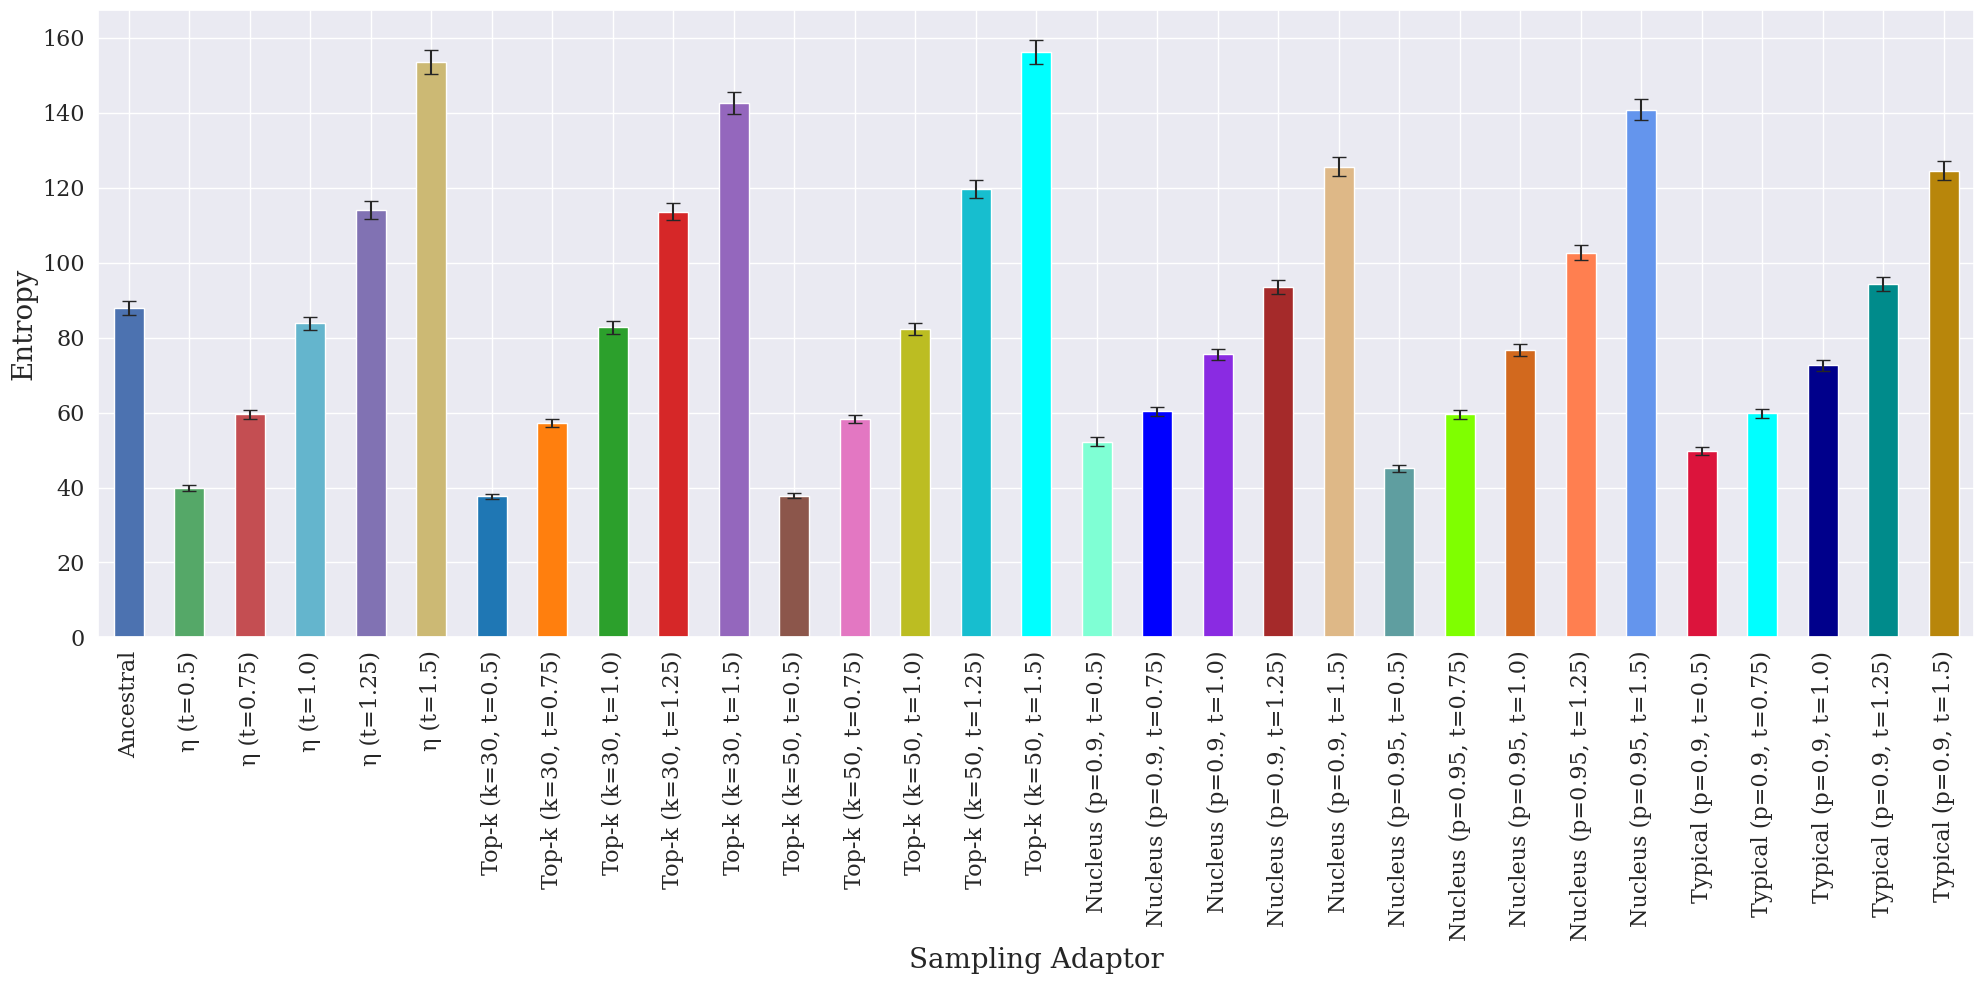 160
140
120
100
80
60
40
20
0
Entropy
Ancestral
η (t=0.5)
η (t=0.75)
η (t=1.0)
η (t=1.25)
η (t=1.5)
Top-k (k=30, t=0.5)
Top-k (k=30, t=0.75)
Top-k (k=30, t=1.0)
Top-k (k=30, t=1.25)
Top-k (k=30, t=1.5)
Top-k (k=50, t=0.5)
Top-k (k=50, t=0.75)
Top-k (k=50, t=1.0)
Top-k (k=50, t=1.25)
Top-k (k=50, t=1.5)
Nucleus (p=0.9, t=0.5)
Nucleus (p=0.9, t=0.75)
Nucleus (p=0.9, t=1.0)
Nucleus (p=0.9, t=1.25)
Nucleus (p=0.9, t=1.5)
Nucleus (p=0.95, t=0.5)
Nucleus (p=0.95, t=0.75)
Nucleus (p=0.95, t=1.0)
Nucleus (p=0.95, t=1.25)
Nucleus (p=0.95, t=1.5)
Typical (p=0.9, t=0.5)
Typical (p=0.9, t=0.75)
Typical (p=0.9, t=1.0)
Typical (p=0.9, t=1.25)
Typical (p=0.9, t=1.5)
Sampling Adaptor